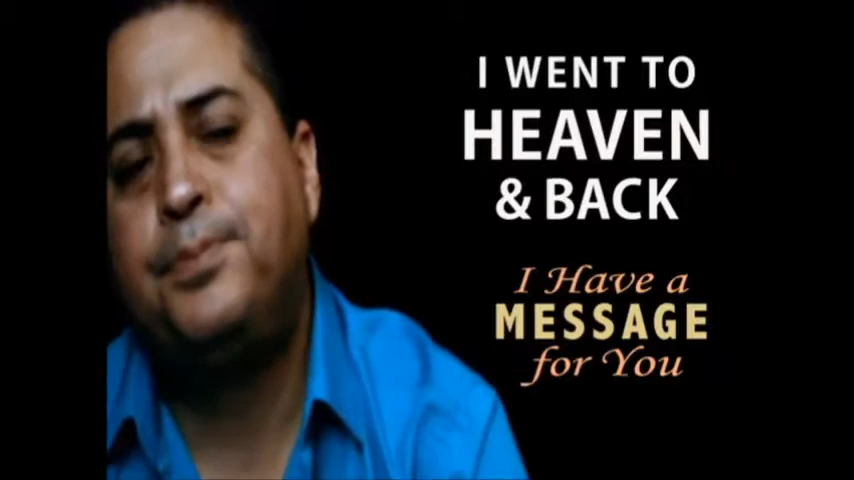 I WENT TO
HEAVEN
& BACK
I Have a
MESSAGE
for You